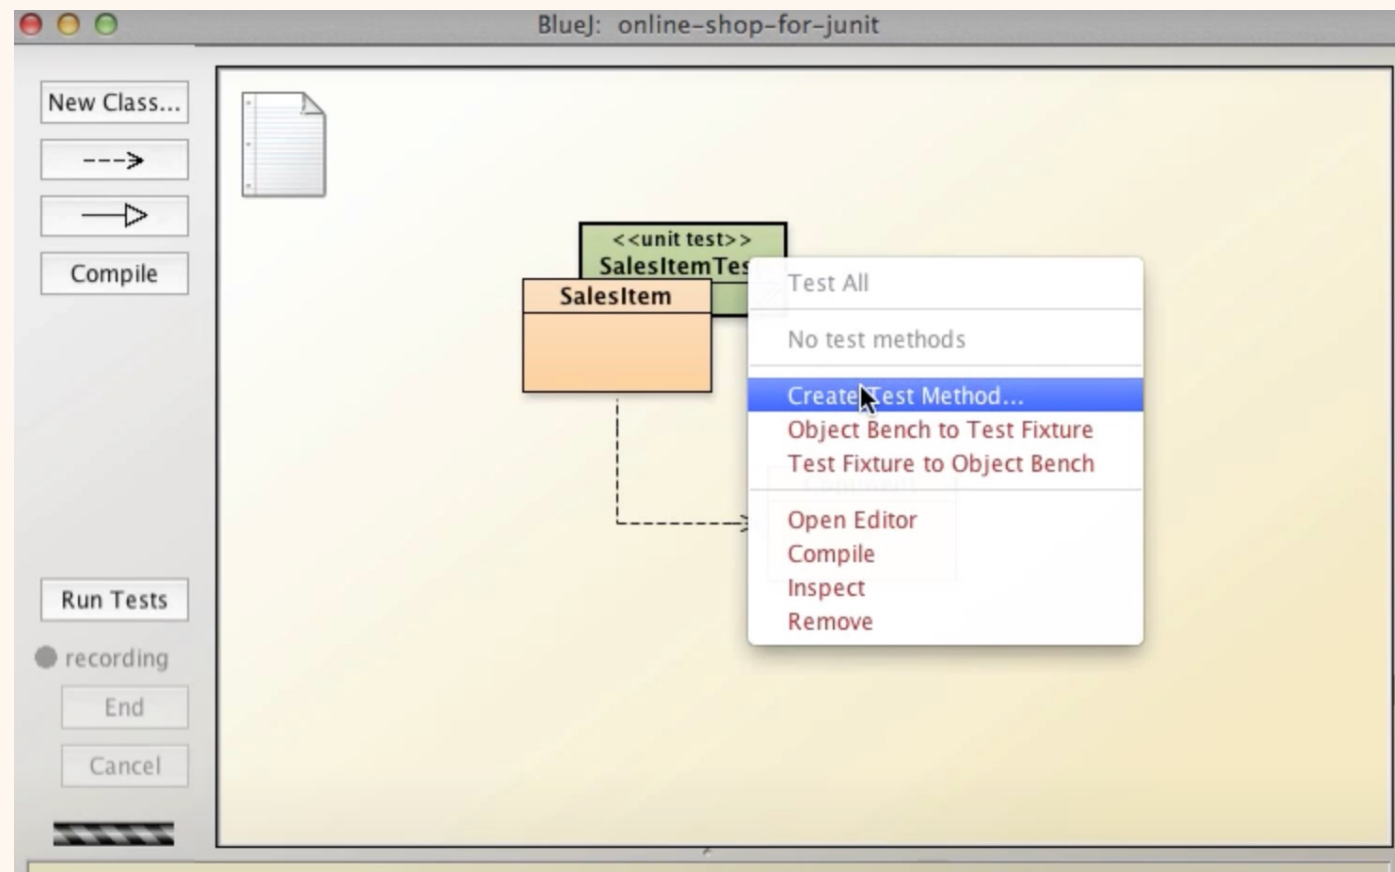 BlueJ: online-shop-for-junit
New Class...
Compile
<<unit test>>
SalesItemTes
SalesItem
Test All
No test methods
Create Test Method...
Object Bench to Test Fixture
Test Fixture to Object Bench
Open Editor
Compile
Inspect
Remove
Run Tests
recording
End
Cancel